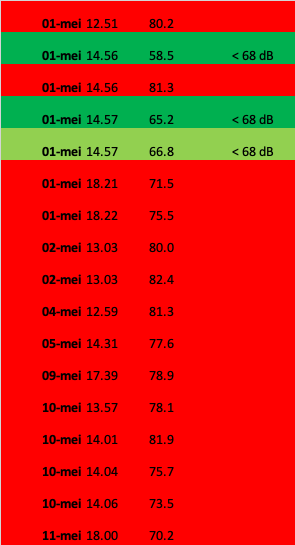 01-mei 12.51 80.2
01-mei 14.56 58.5 < 68 dB
01-mei 14.56 81.3
01-mei 14.57 65.2 < 68 dB
01-mei 14.57 66.8 < 68 dB
01-mei 18.21 71.5
01-mei 18.22 75.5
02-mei 13.03 80.0
02-mei 13.03 82.4
04-mei 12.59 81.3
05-mei 14.31 77.6
09-mei 17.39 78.9
10-mei 13.57 78.1
10-mei 14.01 81.9
10-mei 14.04 75.7
10-mei 14.06 73.5
11-mei 18.00 70.2